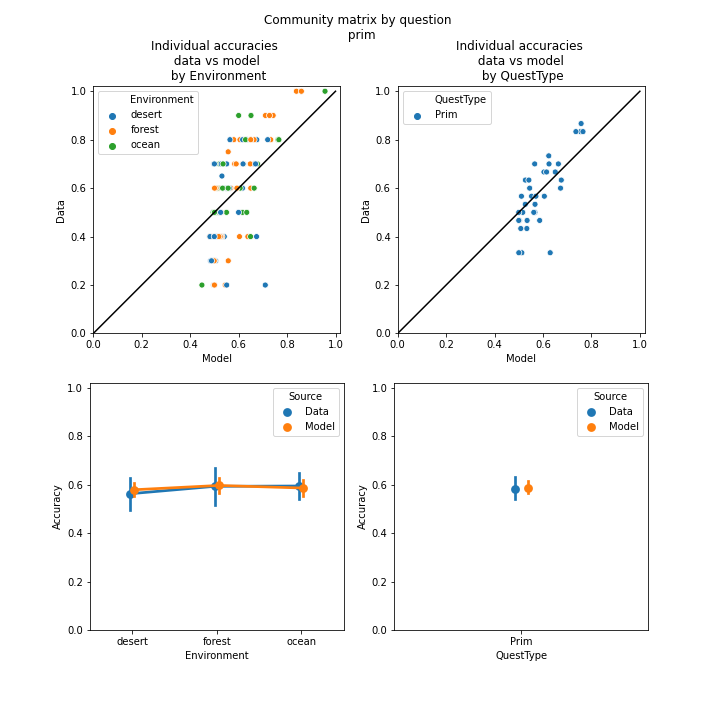 Community matrix by question
prim
Individual accuracies
data vs model
by Environment
Individual accuracies
data vs model
by QuestType
1.0
0.8
0.6
0.4
0.2
0.0
Data
Environment
desert
forest
ocean
0.0 0.2 0.4 0.6 0.8 1.0
Model
1.0
0.8
0.6
0.4
0.2
0.0
Data
QuestType
Prim
0.0 0.2 0.4 0.6 0.8 1.0
Model
1.0
0.8
0.6
0.4
0.2
0.0
Accuracy
Source
Data
Model
desert forest ocean
Environment
1.0
0.8
0.6
0.4
0.2
0.0
Accuracy
Source
Data
Model
Prim
QuestType